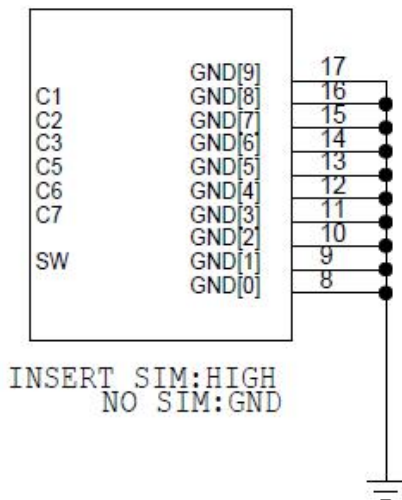 GND[9] 17
C1 GND[8] 16
C2 GND[7] 15
C3 GND[6] 14
C5 GND[5] 13
C6 GND[4] 12
C7 GND[3] 11
GND[2] 10
SW GND[1] 9
GND[0] 8
INSERT SIM:HIGH
NO SIM:GND